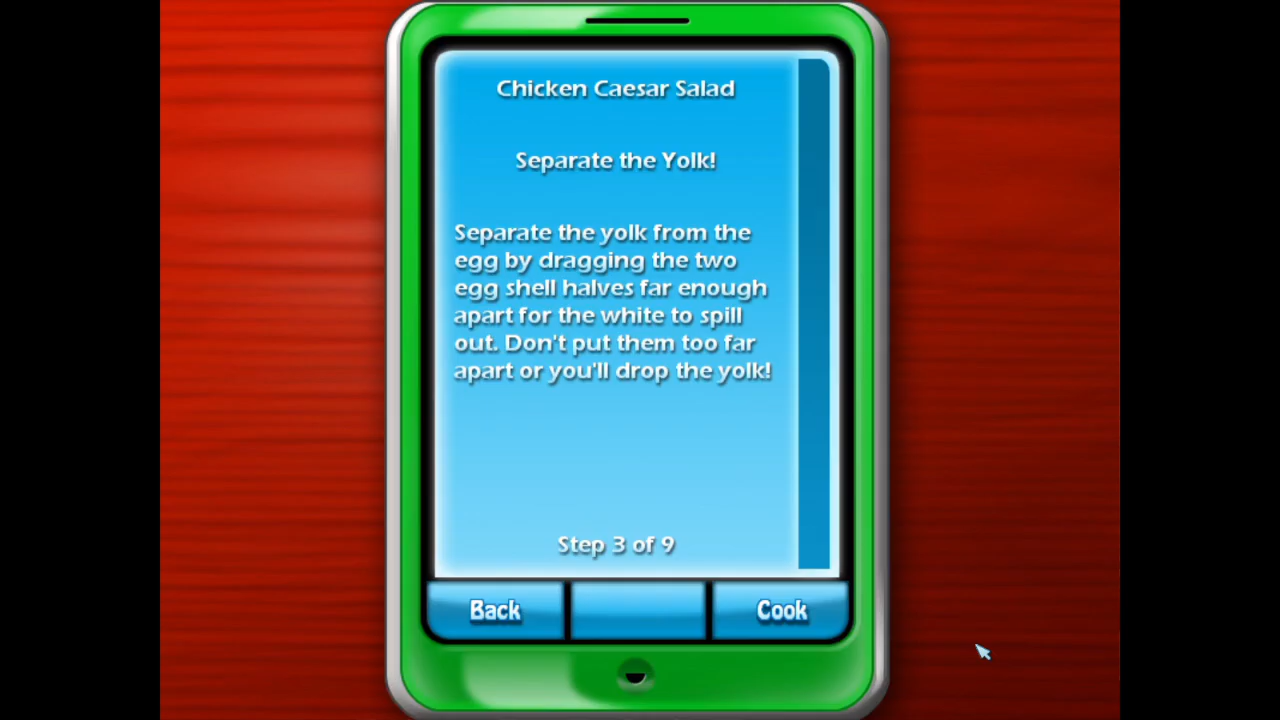 Chicken Caesar Salad
Separate the Yolk!
Separate the yolk from the
egg by dragging the two
egg shell halves far enough
apart for the white to spill
out. Don't put them too far
apart or you'll drop the yolk!
Step 3 of 9
Back
Cook